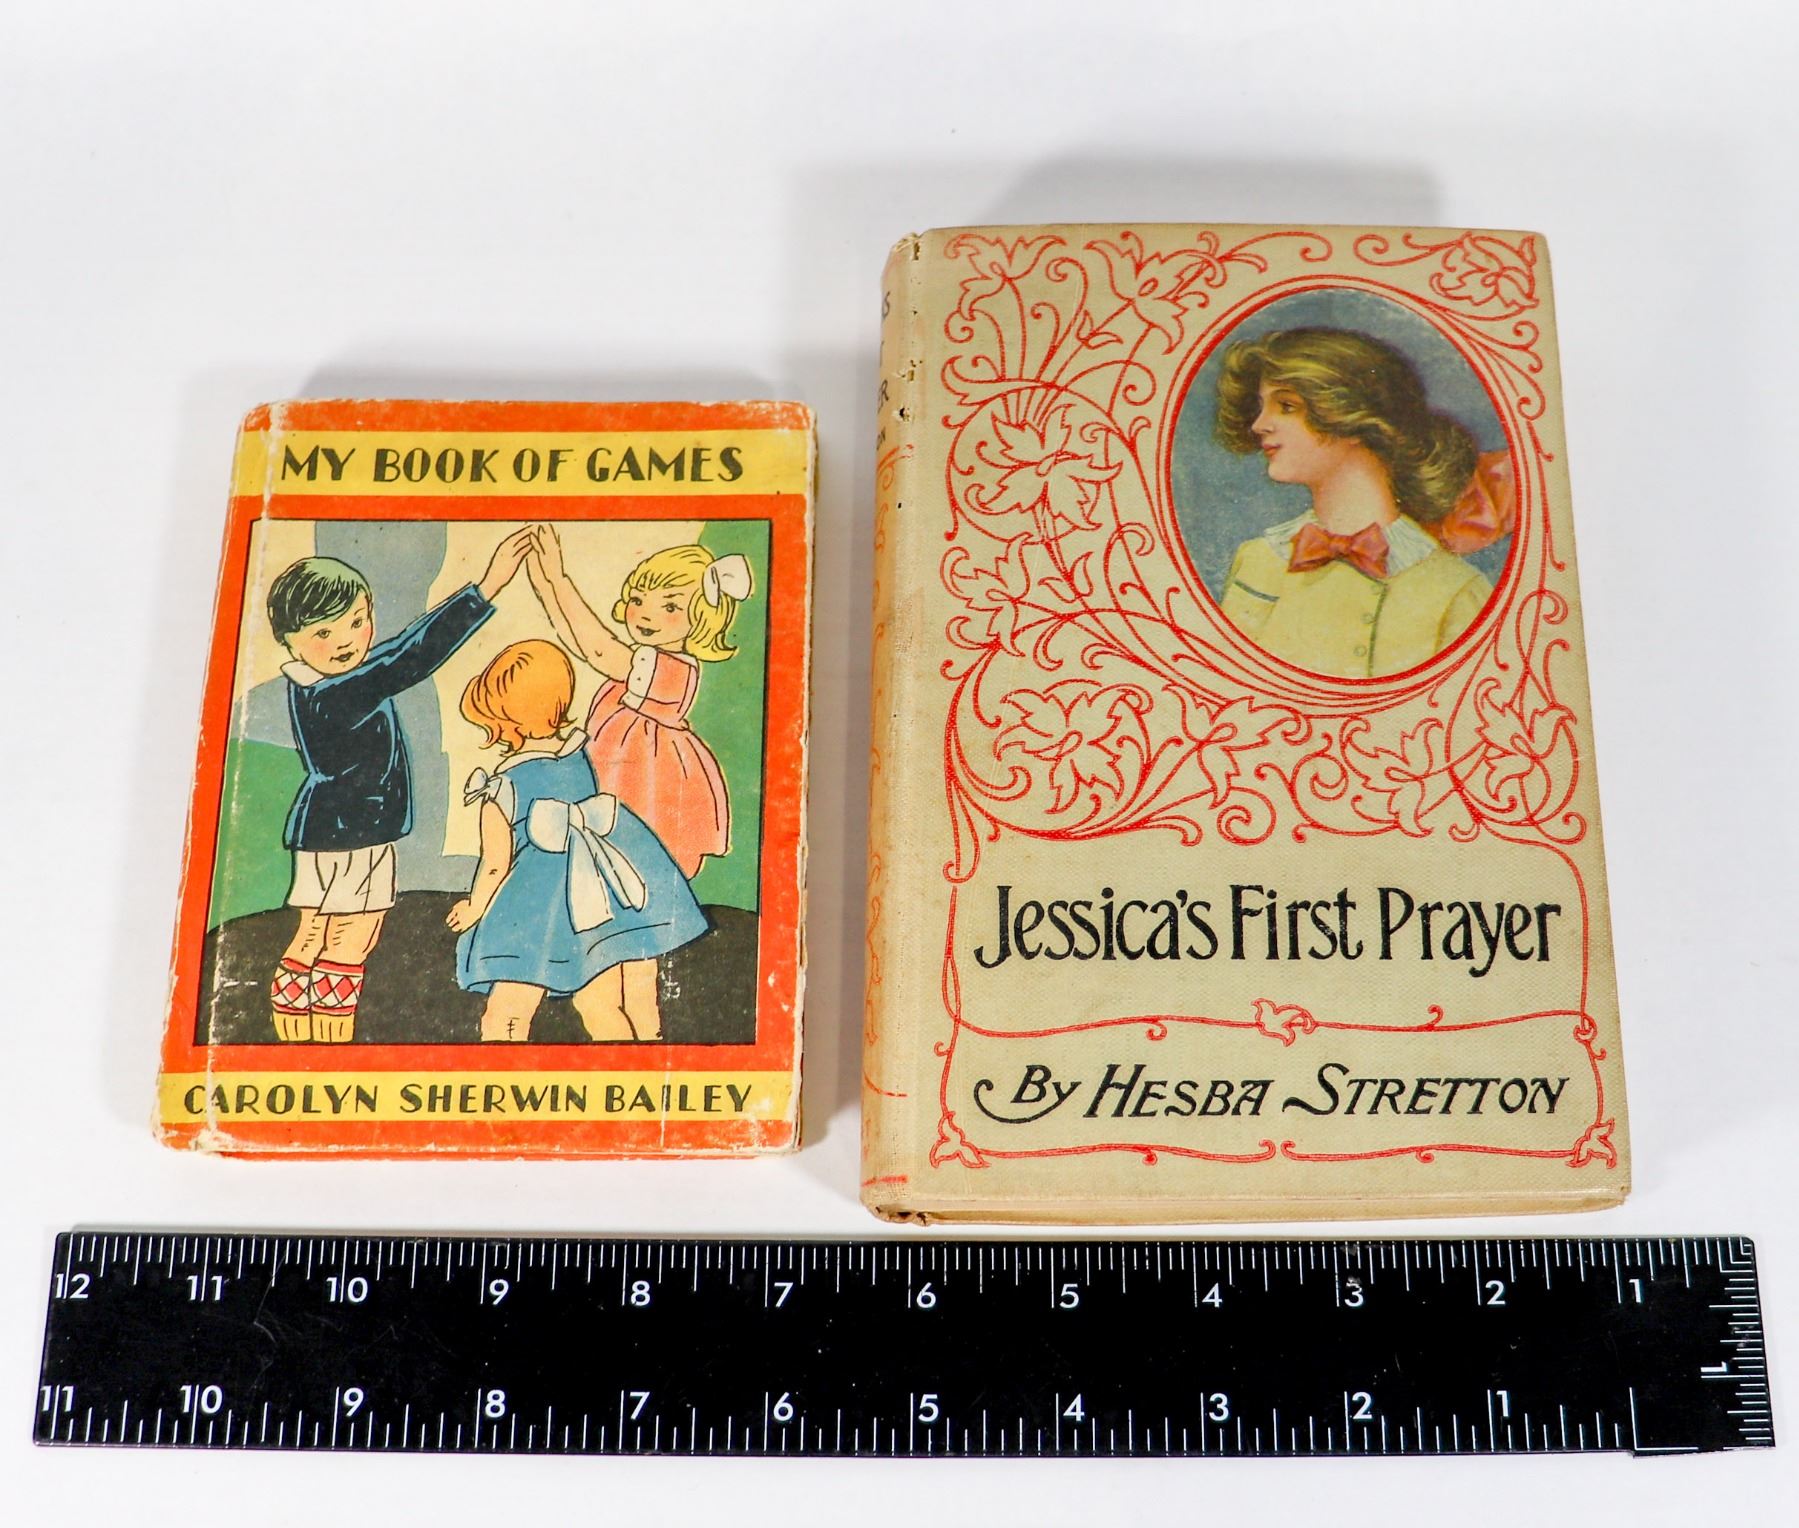 MY BOOK OF GAMES
CAROLYN SHERWIN BAILEY
Jessica's First Prayer
By HESBA STRETTON
12 11 10 9 8 7 6 5 4 3 2 1
11 10 9 8 7 6 5 4 3 2 1
1